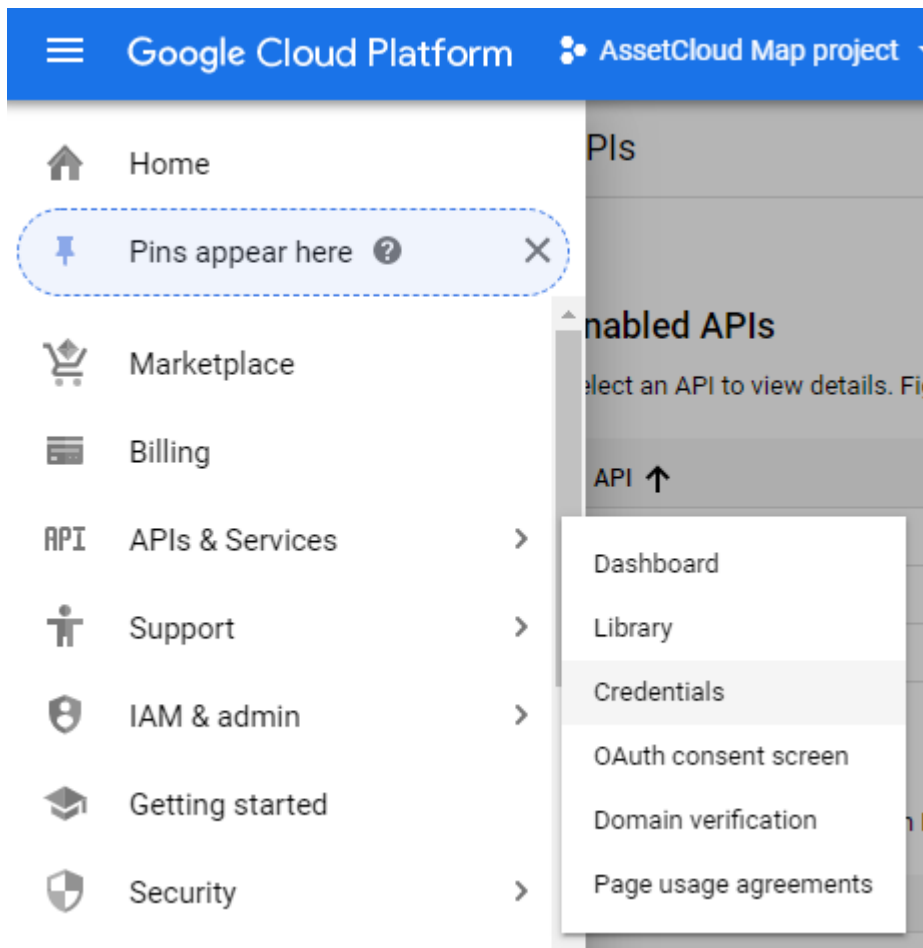 Google Cloud Platform
AssetCloud Map project
Home
Pins appear here ?
Marketplace
Billing
API APIs & Services
Support
IAM & admin
Getting started
Security
PIs
nabled APIs
elect an API to view details. Fi
API
Dashboard
Library
Credentials
OAuth consent screen
Domain verification
Page usage agreements